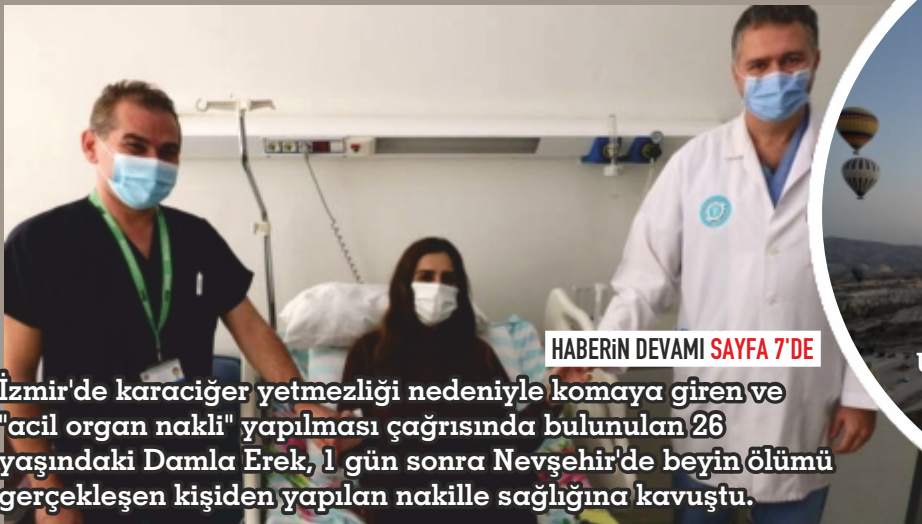 HABERİN DEVAMI SAYFA 7'DE
İzmir'de karaciğer yetmezliği nedeniyle komaya giren ve
"acil organ nakli" yapılması çağrısında bulunulan 26
yaşındaki Damla Erek, 1 gün sonra Nevşehir'de beyin ölümü
gerçekleşen kişiden yapılan nakille sağlığına kavuştu.